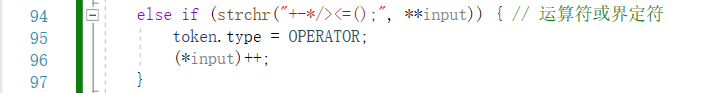 94 else if (strchr("+-*/><=();", **input)) { // 运算符或界定符
95 token.type = OPERATOR;
96 (*input)++;
97 }